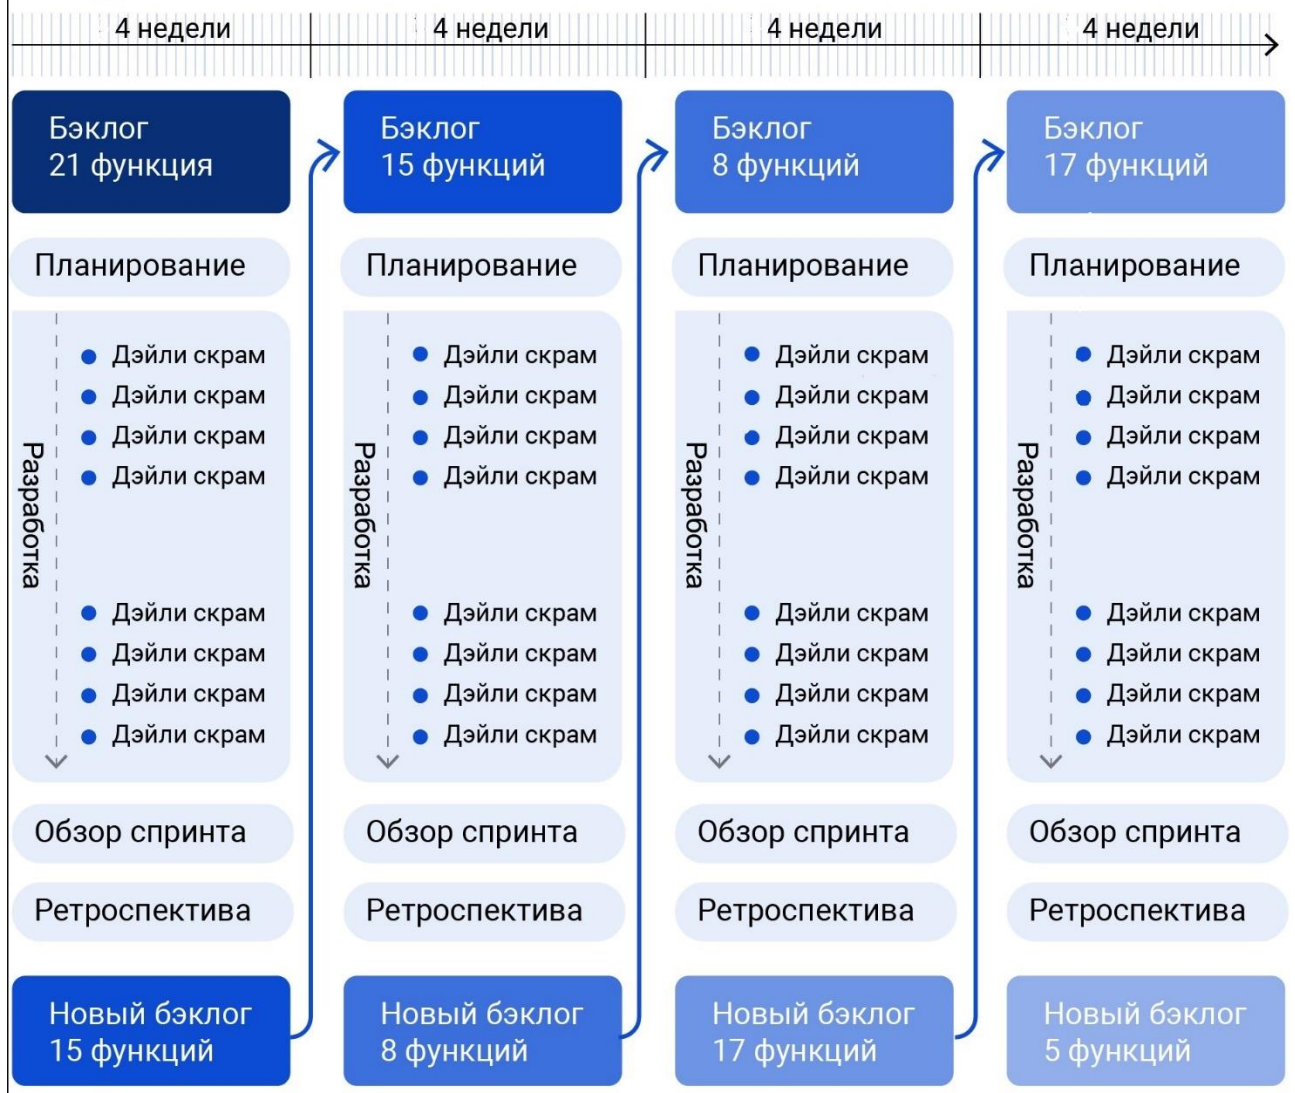 4 недели
4 недели
4 недели
4 недели
Бэклог
21 функция
Планирование
Разработка
Дэйли скрам
Дэйли скрам
Дэйли скрам
Дэйли скрам
Дэйли скрам
Дэйли скрам
Дэйли скрам
Дэйли скрам
Обзор спринта
Ретроспектива
Новый бэклог
15 функций
Бэклог
15 функций
Планирование
Разработка
Дэйли скрам
Дэйли скрам
Дэйли скрам
Дэйли скрам
Дэйли скрам
Дэйли скрам
Дэйли скрам
Дэйли скрам
Обзор спринта
Ретроспектива
Новый бэклог
8 функций
Бэклог
8 функций
Планирование
Разработка
Дэйли скрам
Дэйли скрам
Дэйли скрам
Дэйли скрам
Дэйли скрам
Дэйли скрам
Дэйли скрам
Дэйли скрам
Обзор спринта
Ретроспектива
Новый бэклог
17 функций
Бэклог
17 функций
Планирование
Разработка
Дэйли скрам
Дэйли скрам
Дэйли скрам
Дэйли скрам
Дэйли скрам
Дэйли скрам
Дэйли скрам
Дэйли скрам
Обзор спринта
Ретроспектива
Новый бэклог
5 функций